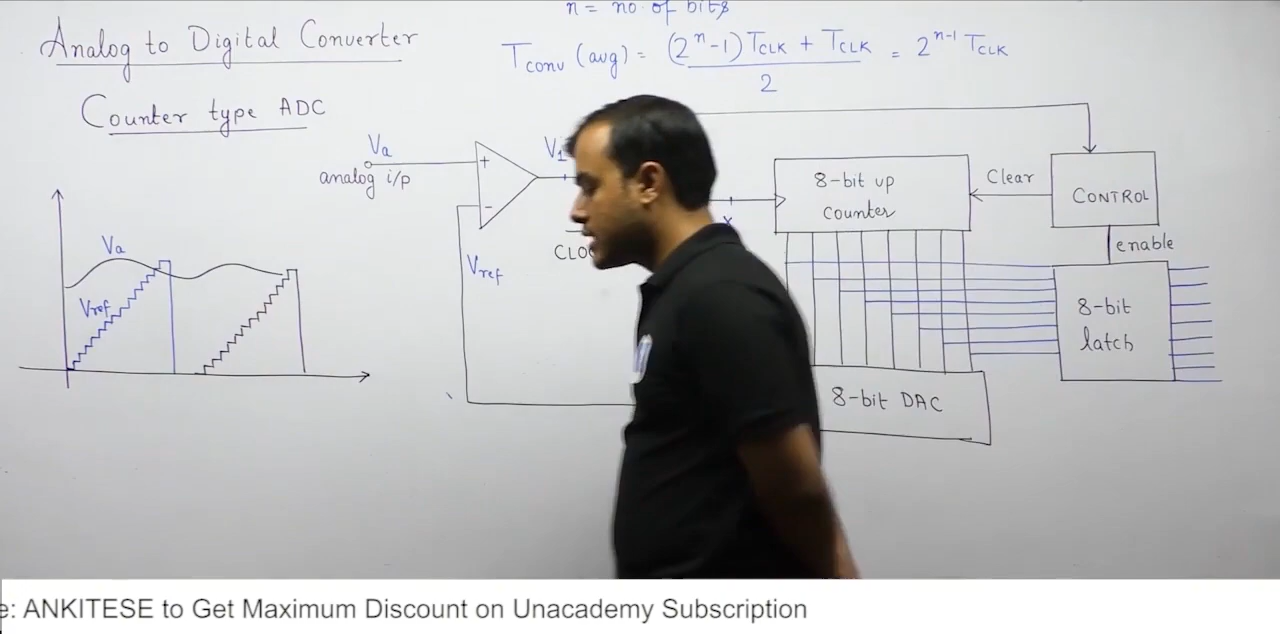 n = no. of bits
Analog to Digital Converter
Tconv (avg) = (2^n -1) TCLK + TCLK / 2 = 2^n-1 TCLK
Counter type ADC
Va
analog i/p
+
-
V1
Vref
8-bit up
counter
Clear
CONTROL
enable
8-bit
latch
8-bit DAC
Va
Vref
: ANKITESE to Get Maximum Discount on Unacademy Subscription